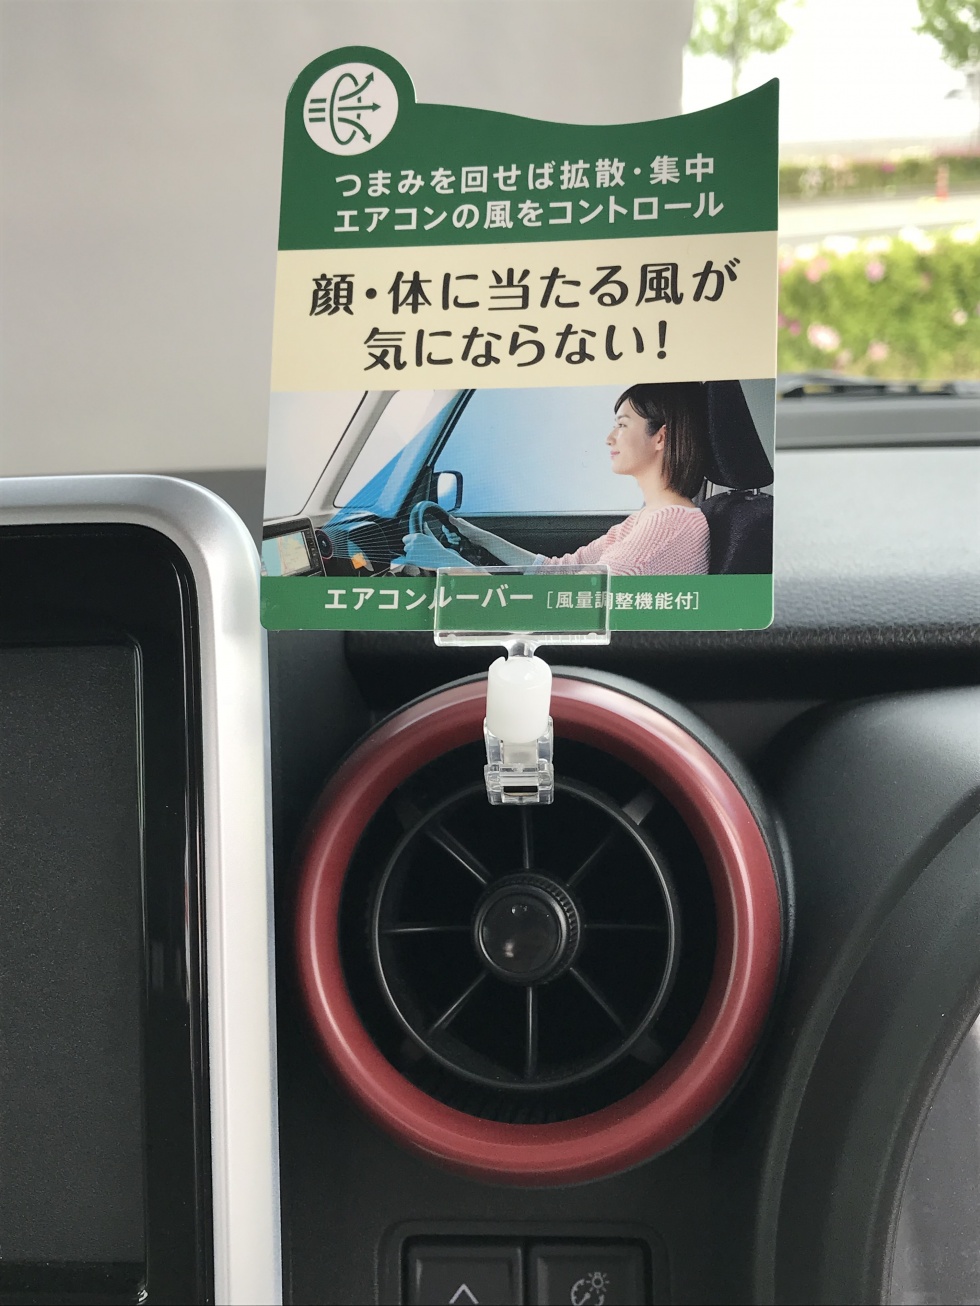 つまみを回せば拡散・集中
エアコンの風をコントロール
顔・体に当たる風が
気にならない!
エアコンルーバー [風量調整機能付]